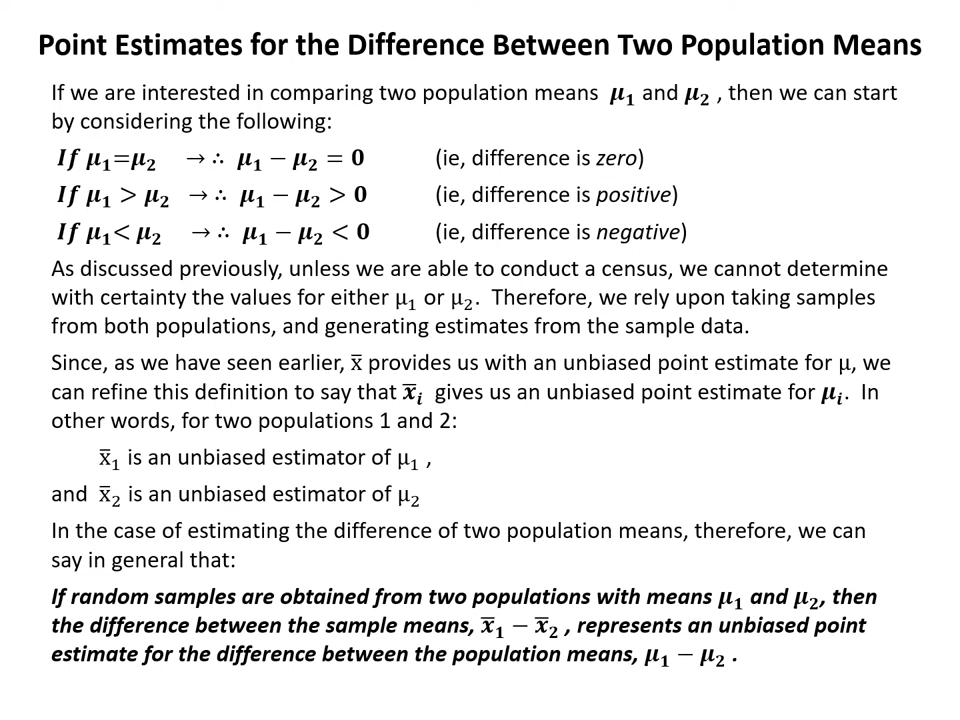 Point Estimates for the Difference Between Two Population Means
If we are interested in comparing two population means μ₁ and μ₂ , then we can start
by considering the following:
If μ₁=μ₂ → ∴ μ₁ − μ₂ = 0 (ie, difference is zero)
If μ₁ > μ₂ → ∴ μ₁ − μ₂ > 0 (ie, difference is positive)
If μ₁< μ₂ → ∴ μ₁ − μ₂ < 0 (ie, difference is negative)
As discussed previously, unless we are able to conduct a census, we cannot determine
with certainty the values for either μ₁ or μ₂. Therefore, we rely upon taking samples
from both populations, and generating estimates from the sample data.
Since, as we have seen earlier, x̅ provides us with an unbiased point estimate for μ, we
can refine this definition to say that x̅ᵢ gives us an unbiased point estimate for μᵢ. In
other words, for two populations 1 and 2:
x̅₁ is an unbiased estimator of μ₁ ,
and x̅₂ is an unbiased estimator of μ₂
In the case of estimating the difference of two population means, therefore, we can
say in general that:
If random samples are obtained from two populations with means μ₁ and μ₂, then
the difference between the sample means, x̅₁ − x̅₂ , represents an unbiased point
estimate for the difference between the population means, μ₁ − μ₂ .